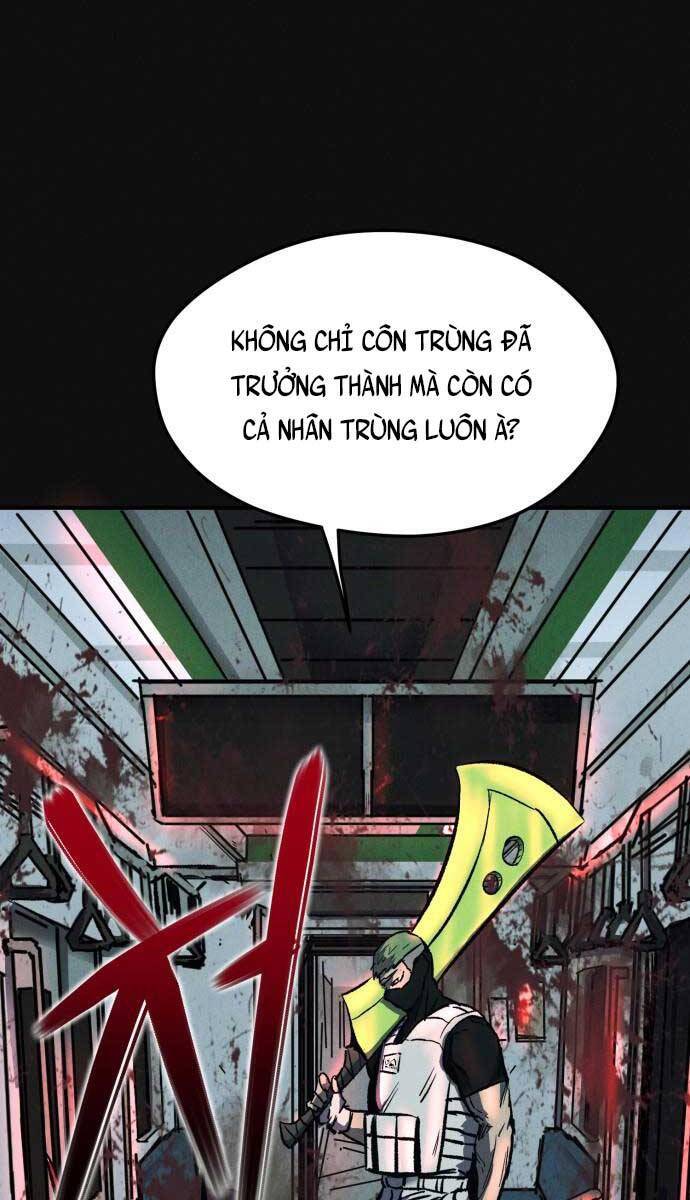 KHÔNG CHỈ CÔN TRÙNG ĐÃ
TRƯỞNG THÀNH MÀ CÒN CÓ
CẢ NHÂN TRÙNG LUÔN À?